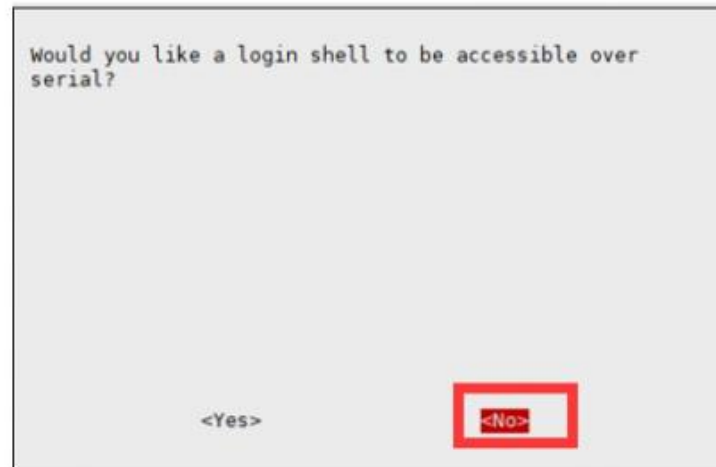 Would you like a login shell to be accessible over
serial?
<Yes> <No>